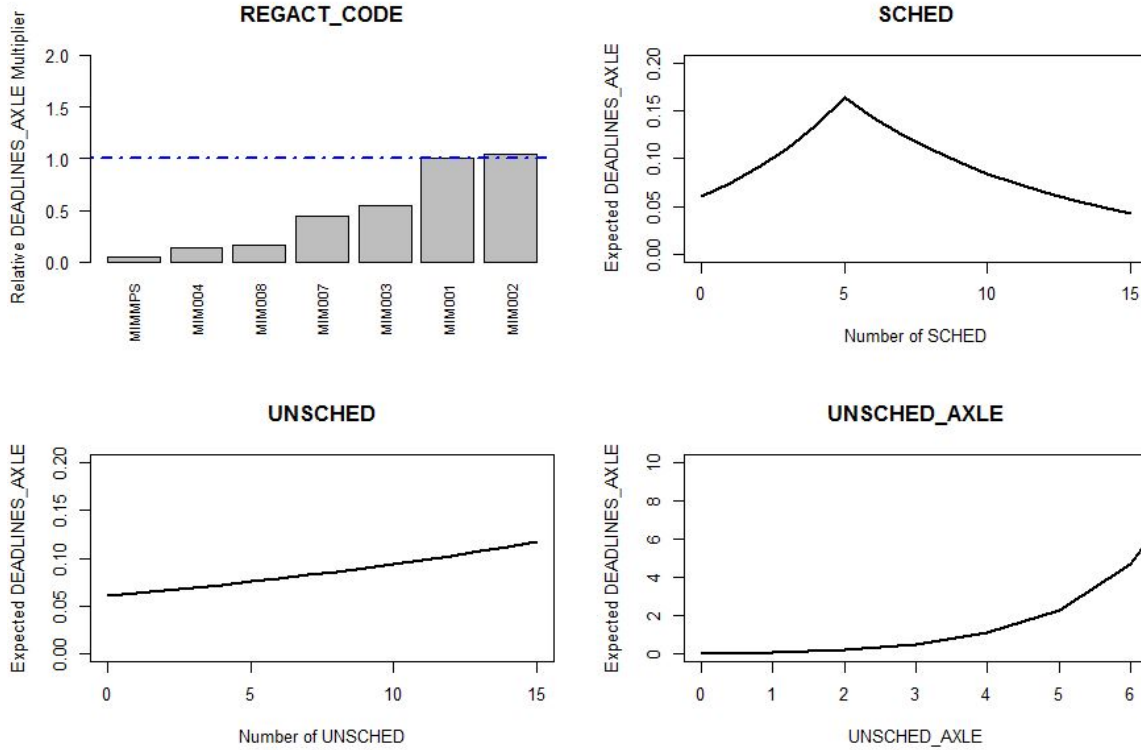 REGACT_CODE
Relative DEADLINES_AXLE Multiplier
2.0
1.5
1.0
0.5
0.0
MIMMPS
MIM004
MIM008
MIM007
MIM003
MIM001
MIM002
SCHED
Expected DEADLINES_AXLE
0.20
0.15
0.10
0.05
0.00
0 5 10 15
Number of SCHED
UNSCHED
Expected DEADLINES_AXLE
0.20
0.15
0.10
0.05
0.00
0 5 10 15
Number of UNSCHED
UNSCHED_AXLE
Expected DEADLINES_AXLE
10
8
6
4
2
0
0 1 2 3 4 5 6
UNSCHED_AXLE